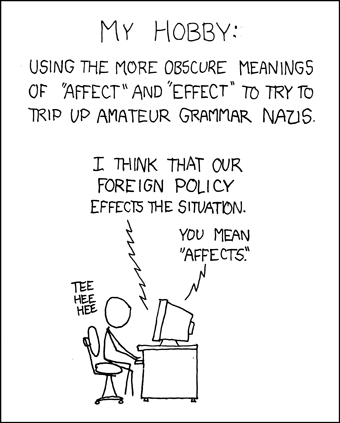 MY HOBBY:
USING THE MORE OBSCURE MEANINGS
OF "AFFECT" AND "EFFECT" TO TRY TO
TRIP UP AMATEUR GRAMMAR NAZIS.
I THINK THAT OUR
FOREIGN POLICY
EFFECTS THE SITUATION.
YOU MEAN
"AFFECTS."
TEE
HEE
HEE